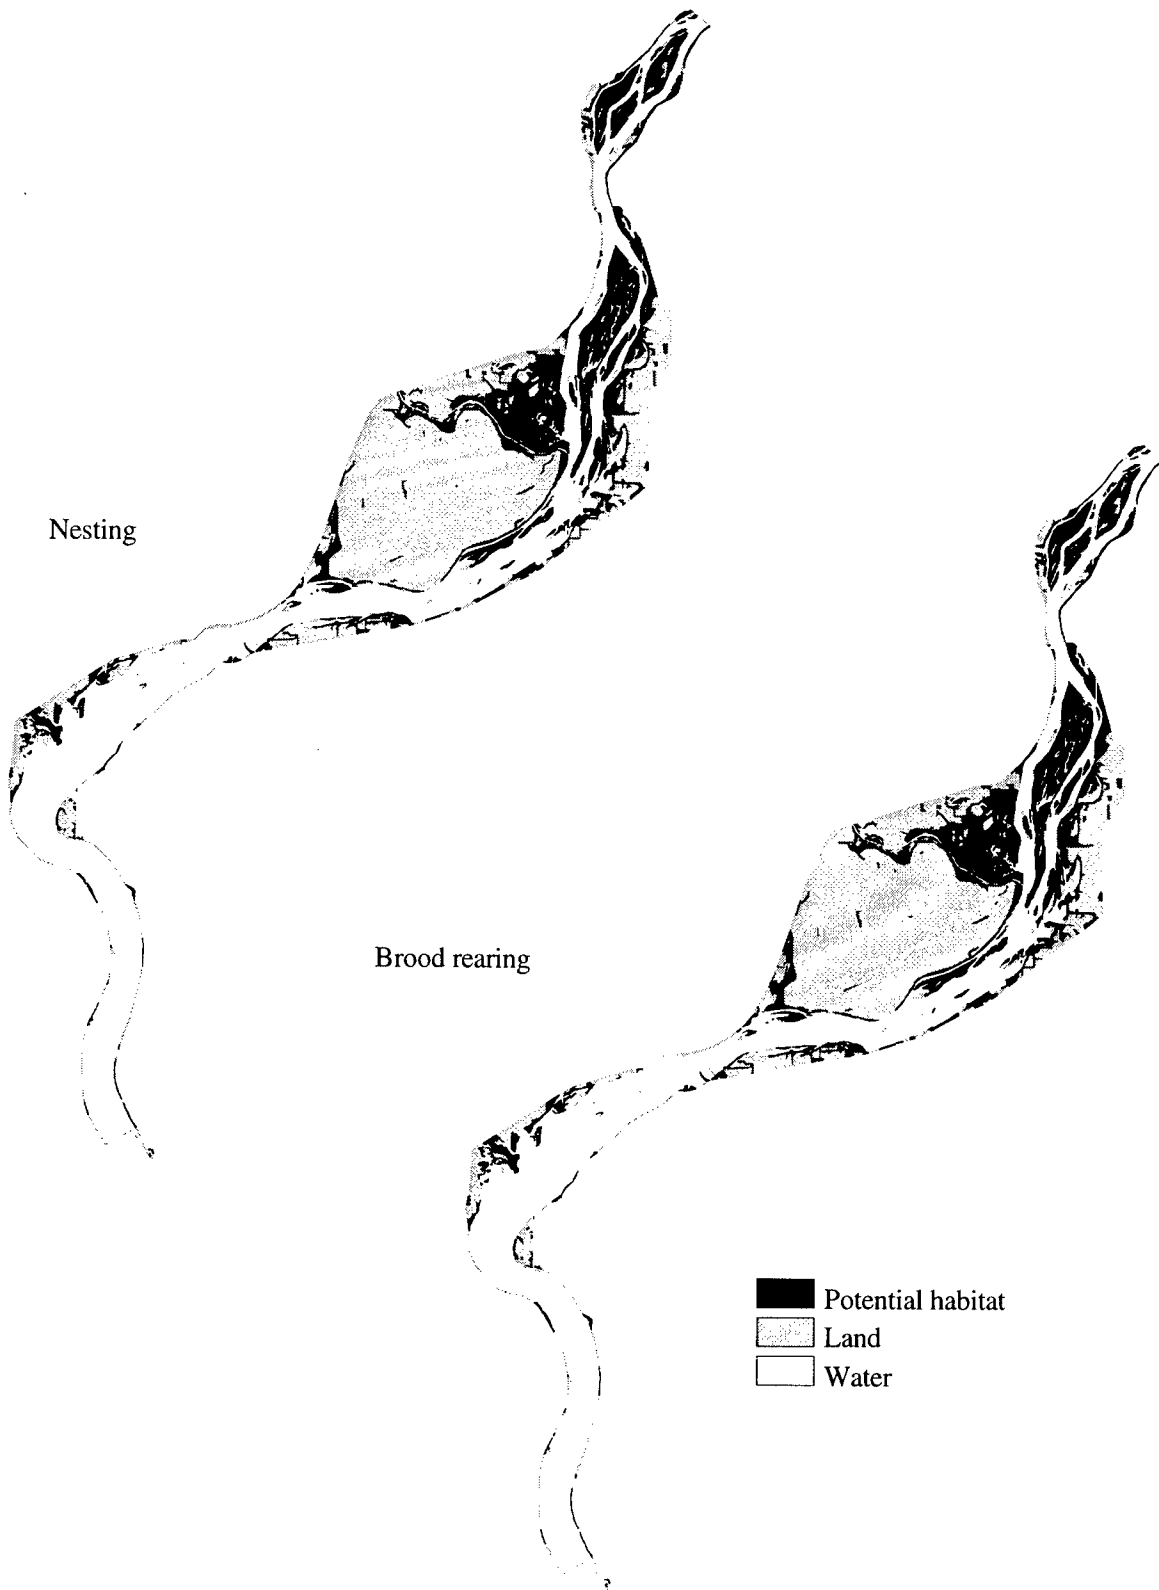 Nesting
Brood rearing
Potential habitat
Land
Water